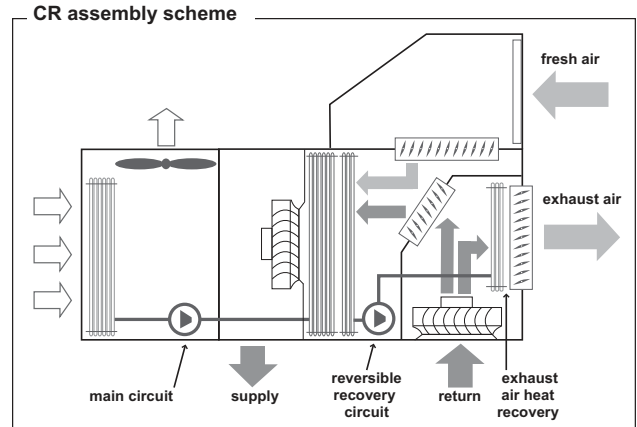 CR assembly scheme
fresh air
exhaust air
main circuit
supply
reversible
recovery
circuit
return
exhaust
air heat
recovery